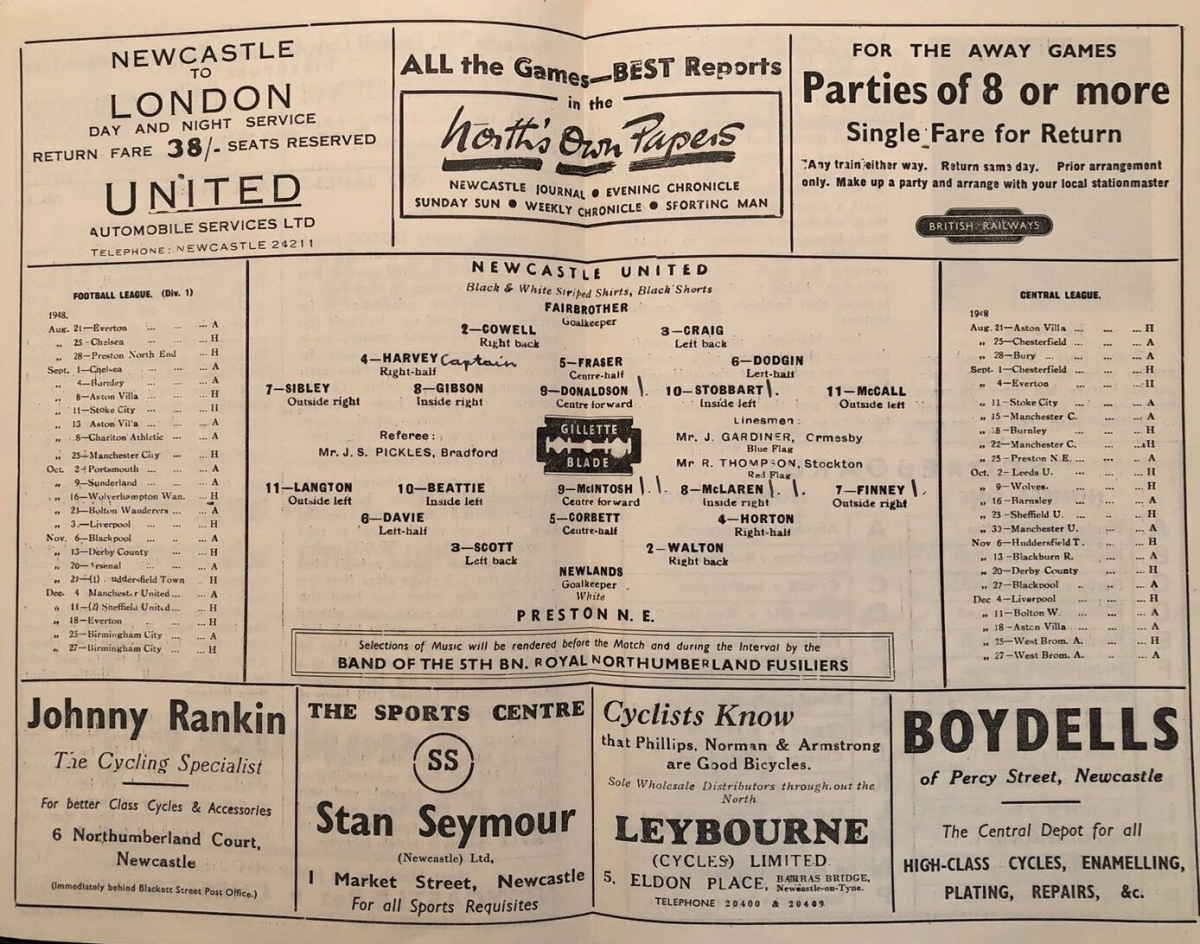 NEWCASTLE
TO
LONDON
DAY AND NIGHT SERVICE
RETURN FARE 38/- SEATS RESERVED
UNITED
AUTOMOBILE SERVICES LTD
TELEPHONE: NEWCASTLE 24211
ALL the Games—BEST Reports
in the
North's Own Papers
NEWCASTLE JOURNAL ● EVENING CHRONICLE
SUNDAY SUN ● WEEKLY CHRONICLE ● SPORTING MAN
FOR THE AWAY GAMES
Parties of 8 or more
Single Fare for Return
Any train either way. Return same day. Prior arrangement
only. Make up a party and arrange with your local stationmaster
BRITISH RAILWAYS
FOOTBALL LEAGUE. (Div. 1)
1948.
Aug. 21—Everton ... ... ... A
„ 25—Chelsea ... ... H
„ 28—Preston North End ... H
Sept. 1—Chelsea ... ... A
„ 4—Burnley ... ... A
„ 8—Aston Villa ... ... H
„ 11—Stoke City ... ... H
„ 13 Aston Vil'a ... ... A
„ 8—Charlton Athletic ... ... A
„ 25—Manchester City ... ... H
Oct. 2—Portsmouth ... ... A
„ 9—Sunderland ... ... A
„ 16—Wolverhampton Wan. ... H
„ 23—Bolton Wanderers ... ... A
„ 3—Liverpool ... ... H
Nov. 6—Blackpool ... ... A
„ 13—Derby County ... ... H
„ 20—Arsenal ... ... A
„ 27—(1) uddersfield Town .. H
Dec. 4 Manchester United ... A
„ 11—(2) Sheffield United ... H
„ 18—Everton ... ... H
„ 25—Birmingham City ... ... A
„ 27—Birmingham City ... ... H
NEWCASTLE UNITED
Black & White Striped Shirts, Black Shorts
FAIRBROTHER
Goalkeeper
2—COWELL 3—CRAIG
Right back Left back
4—HARVEY Captain 5—FRASER 6—DODGIN
Right-half Centre-half Left-half
7—SIBLEY 8—GIBSON 9—DONALDSON \. 10—STOBBART \. 11—McCALL
Outside right Inside right Centre forward Inside left Outside left
Referee:
Mr. J.S. PICKLES, Bradford
GILLETTE
BLADE
Linesmen:
Mr. J. GARDINER, Ormesby
Blue Flag
Mr R. THOMPSON, Stockton
Red Flag
11—LANGTON 10—BEATTIE 9—McINTOSH \. \. 8—McLAREN \. \. 7—FINNEY \.
Outside left Inside left Centre forward Inside right Outside right
6—DAVIE 5—CORBETT 4—HORTON
Left-half Centre-half Right-half
3—SCOTT 2—WALTON
Left back Right back
NEWLANDS
Goalkeeper
White
PRESTON N. E.
Selections of Music will be rendered before the Match and during the Interval by the
BAND OF THE 5TH BN. ROYAL NORTHUMBERLAND FUSILIERS
CENTRAL LEAGUE.
1948
Aug. 21—Aston Villa ... ... ... H
„ 25—Chesterfield ... ... A
„ 28—Bury ... ... ... A
Sept. 1—Chesterfield ... ... H
„ 4—Everton ... ... H
„ 11—Stoke City ... ... A
„ 15—Manchester C. ... ... A
„ 18—Burnley ... ... H
„ 22—Manchester C. ... ... H
„ 25—Preston N.E. ... ... A
Oct. 2—Leeds U. ... ... H
„ 9—Wolves. ... ... H
„ 16—Barnsley ... ... A
„ 23—Sheffield U. ... ... H
„ 30—Manchester U. ... ... A
Nov 6—Huddersfield T. ... ... H
„ 13—Blackburn R. ... ... A
„ 20—Derby County ... ... H
„ 27—Blackpool ... ... A
Dec 4—Liverpool ... ... H
„ 11—Bolton W. ... ... A
„ 18—Aston Villa ... ... A
„ 25—West Brom. A. ... ... H
„ 27—West Brom. A. ... ... A
Johnny Rankin
The Cycling Specialist
For better Class Cycles & Accessories
6 Northumberland Court,
Newcastle
(Immediately behind Blackett Street Post Office.)
THE SPORTS CENTRE
SS
Stan Seymour
(Newcastle) Ltd,
1 Market Street, Newcastle
For all Sports Requisites
Cyclists Know
that Phillips, Norman & Armstrong
are Good Bicycles.
Sole Wholesale Distributors throughout the
North
LEYBOURNE
(CYCLES) LIMITED
5, ELDON PLACE, BARRAS BRIDGE,
Newcastle-on-Tyne.
TELEPHONE 20400 & 20409
BOYDELLS
of Percy Street, Newcastle
The Central Depot for all
HIGH-CLASS CYCLES, ENAMELLING,
PLATING, REPAIRS, &c.